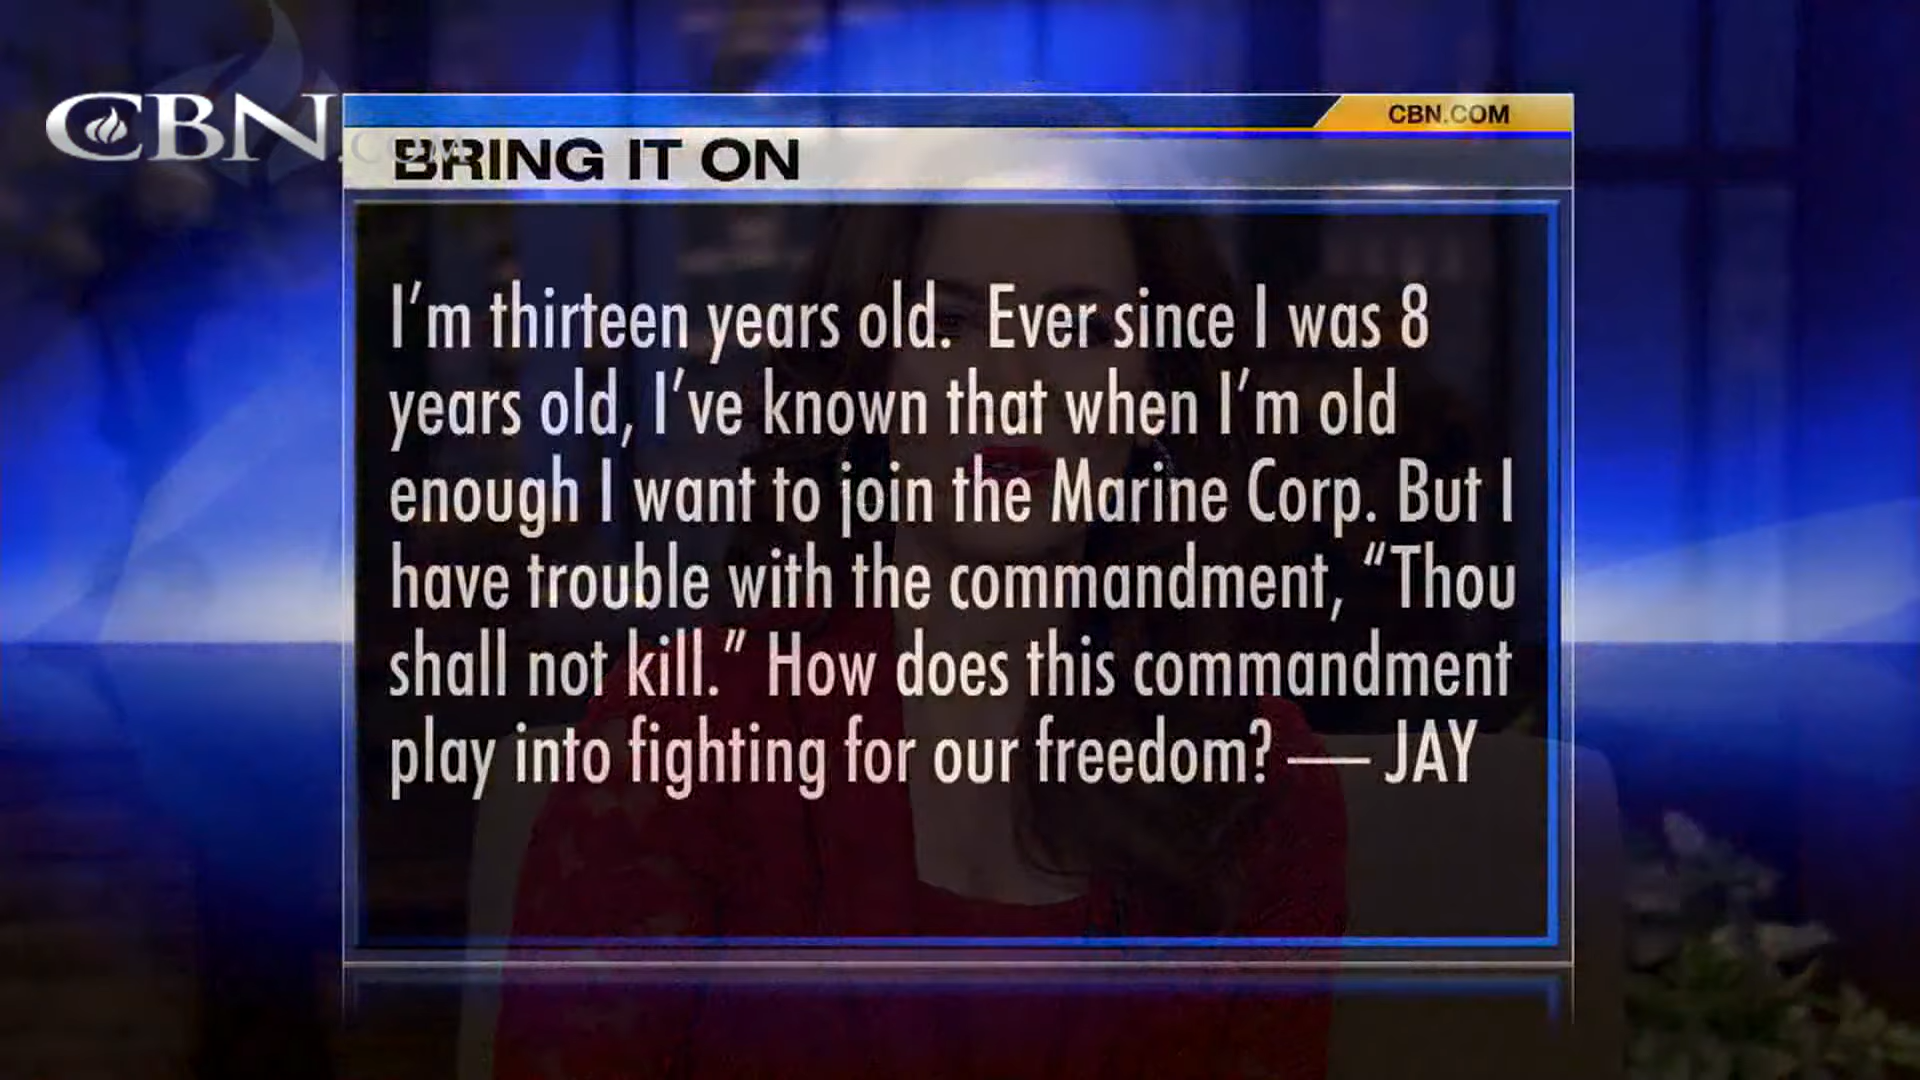 CBN.COM
CBN.COM
BRING IT ON
I'm thirteen years old. Ever since I was 8
years old, I've known that when I'm old
enough I want to join the Marine Corp. But I
have trouble with the commandment, “Thou
shall not kill.” How does this commandment
play into fighting for our freedom? — JAY